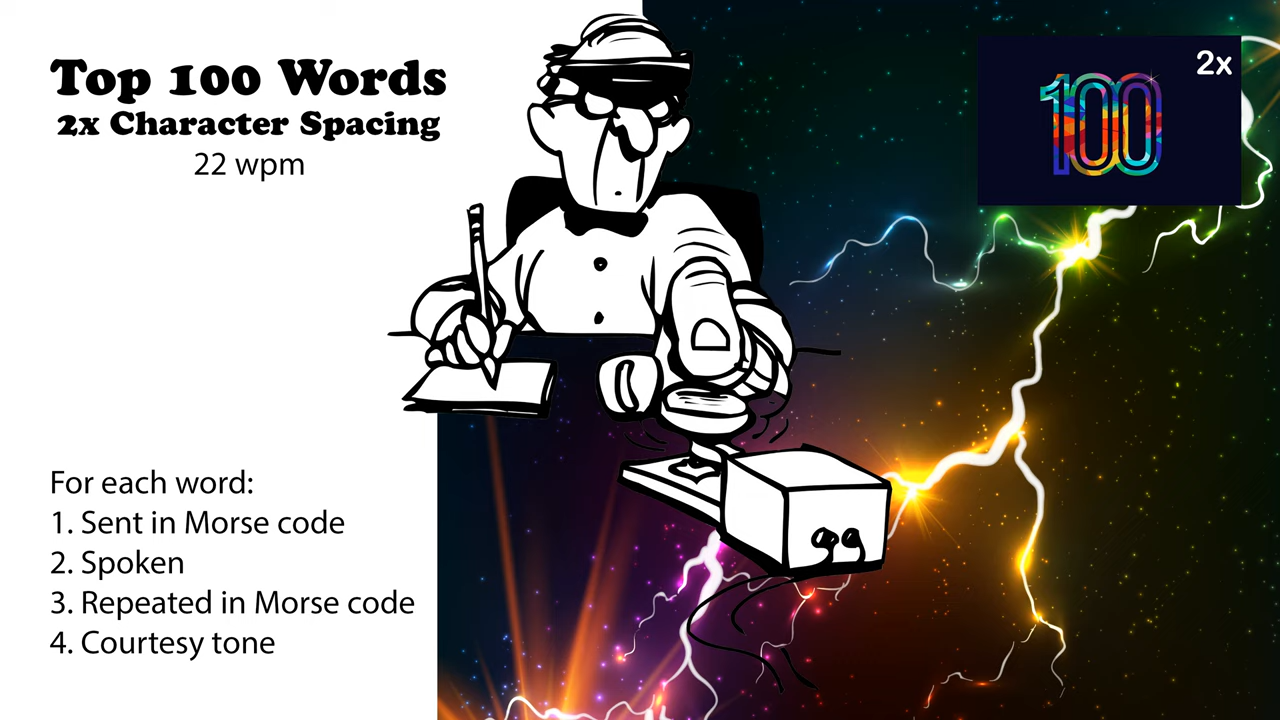 Top 100 Words
2x Character Spacing
22 wpm
2x
100
For each word:
1. Sent in Morse code
2. Spoken
3. Repeated in Morse code
4. Courtesy tone